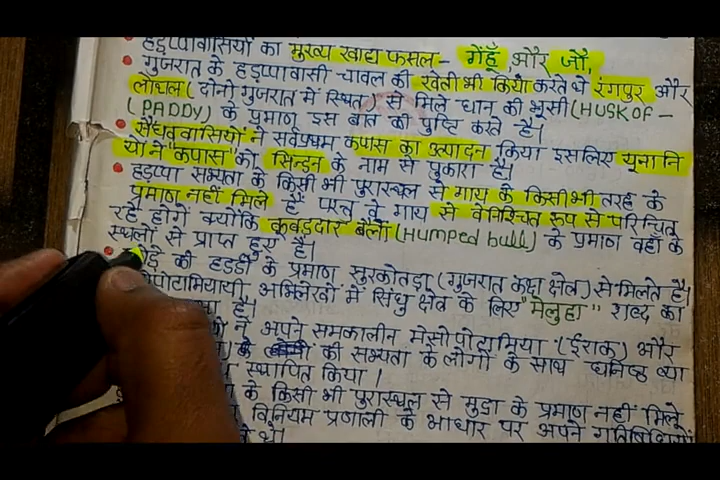 हड़प्पावासियों का मुख्य खाद्य फसल- गेंहूँ, और जौ,
गुजरात के हड़प्पावासी चावल की खेती भी किया करते थे रंगपुर और
लोथल (दोनो गुजरात में स्थित) से मिले धान की भूसी (HUSK OF -
(PADDY) के प्रमाण इस बात की पुष्टि करते है।
सैंधववासियों ने सर्वप्रथम कपास का उत्पादन किया इसलिए यूनानि
यो ने "कपास" को सिन्डन के नाम से पुकारा है।
हड़प्पा सभ्यता के किसी भी पुरास्थल से गाय के किसी भी तरह के
प्रमाण नहीं मिले हैं परन्तु वे गाय से वेनिश्चित रूप से परिचित
रहे होगें क्योंकि कूबड़दार बैलों (Humped bull) के प्रमाण वहाँ के
स्थलों से प्राप्त हुए हैं।
की हड्डी के प्रमाण सुरकोतड़ा (गुजरात कच्छ क्षेत्र) से मिलते है।
अभिलेखों में सिंधु क्षेत्र के लिए "मेलुहा" शब्द का
है।
ने अपने समकालीन मेसोपोटामिया (ईराक) और
की सभ्यता के लोगों के साथ घनिष्ठ व्या
स्थापित किया।
के किसी भी पुरास्थल से मुद्रा के प्रमाण नहीं मिले
विनियम प्रणाली के आधार पर अपने
थे।